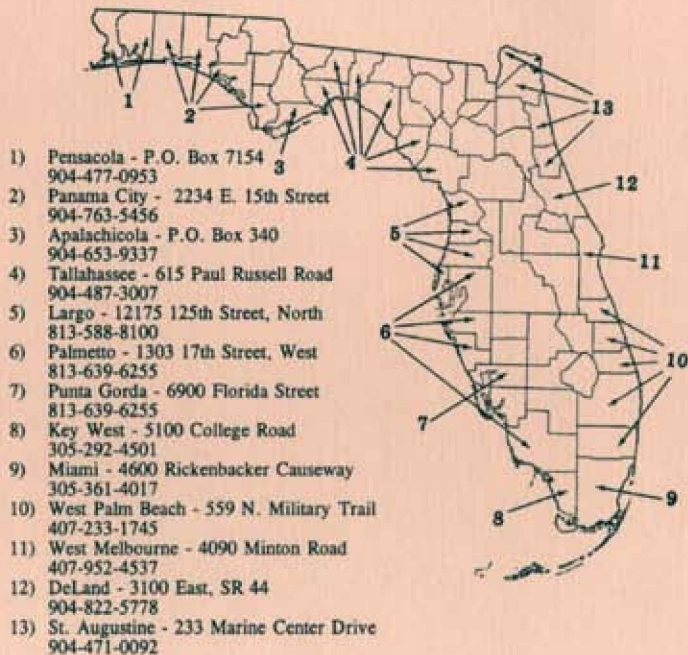 1
2
3
4
13
12
5
11
6
10
7
8
9
1) Pensacola - P.O. Box 7154
904-477-0953
2) Panama City - 2234 E. 15th Street
904-763-5456
3) Apalachicola - P.O. Box 340
904-653-9337
4) Tallahassee - 615 Paul Russell Road
904-487-3007
5) Largo - 12175 125th Street, North
813-588-8100
6) Palmetto - 1303 17th Street, West
813-639-6255
7) Punta Gorda - 6900 Florida Street
813-639-6255
8) Key West - 5100 College Road
305-292-4501
9) Miami - 4600 Rickenbacker Causeway
305-361-4017
10) West Palm Beach - 559 N. Military Trail
407-233-1745
11) West Melbourne - 4090 Minton Road
407-952-4537
12) DeLand - 3100 East, SR 44
904-822-5778
13) St. Augustine - 233 Marine Center Drive
904-471-0092